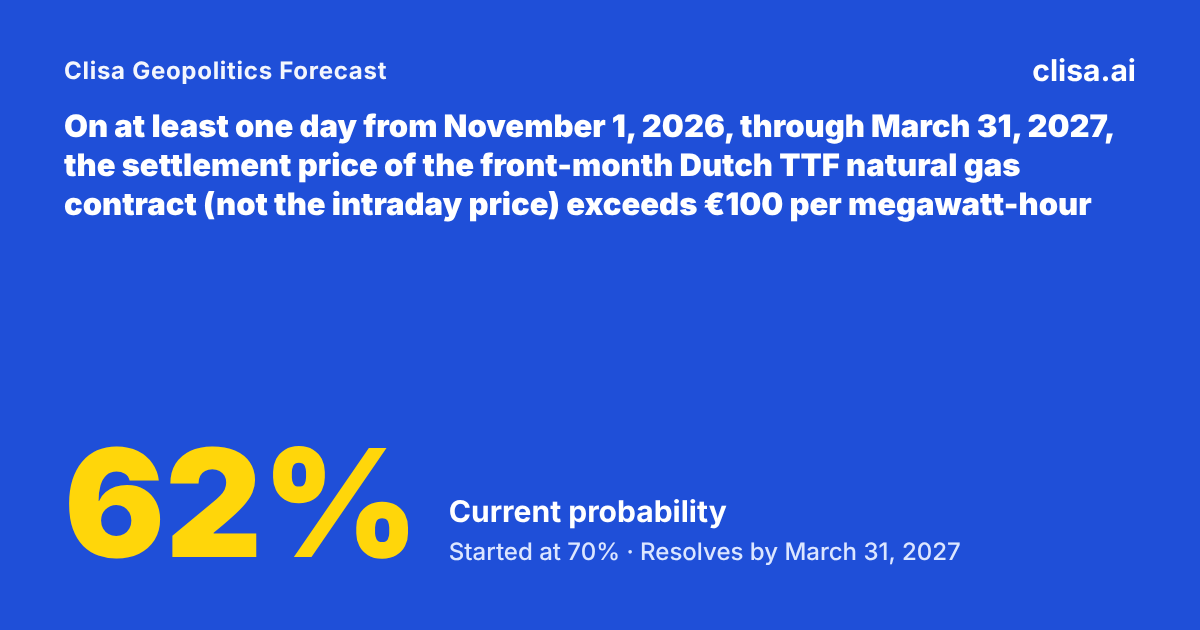 Clisa Geopolitics Forecast
clisa.ai
On at least one day from November 1, 2026, through March 31, 2027,
the settlement price of the front-month Dutch TTF natural gas
contract (not the intraday price) exceeds €100 per megawatt-hour
62%
Current probability
Started at 70% · Resolves by March 31, 2027